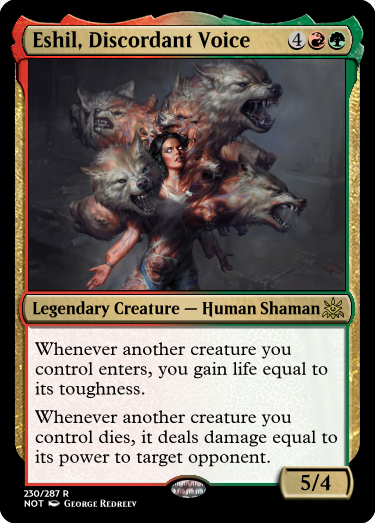 Eshil, Discordant Voice 4
Legendary Creature — Human Shaman
Whenever another creature you
control enters, you gain life equal to
its toughness.
Whenever another creature you
control dies, it deals damage equal to
its power to target opponent.
5/4
230/287 R
NOT George Redreev